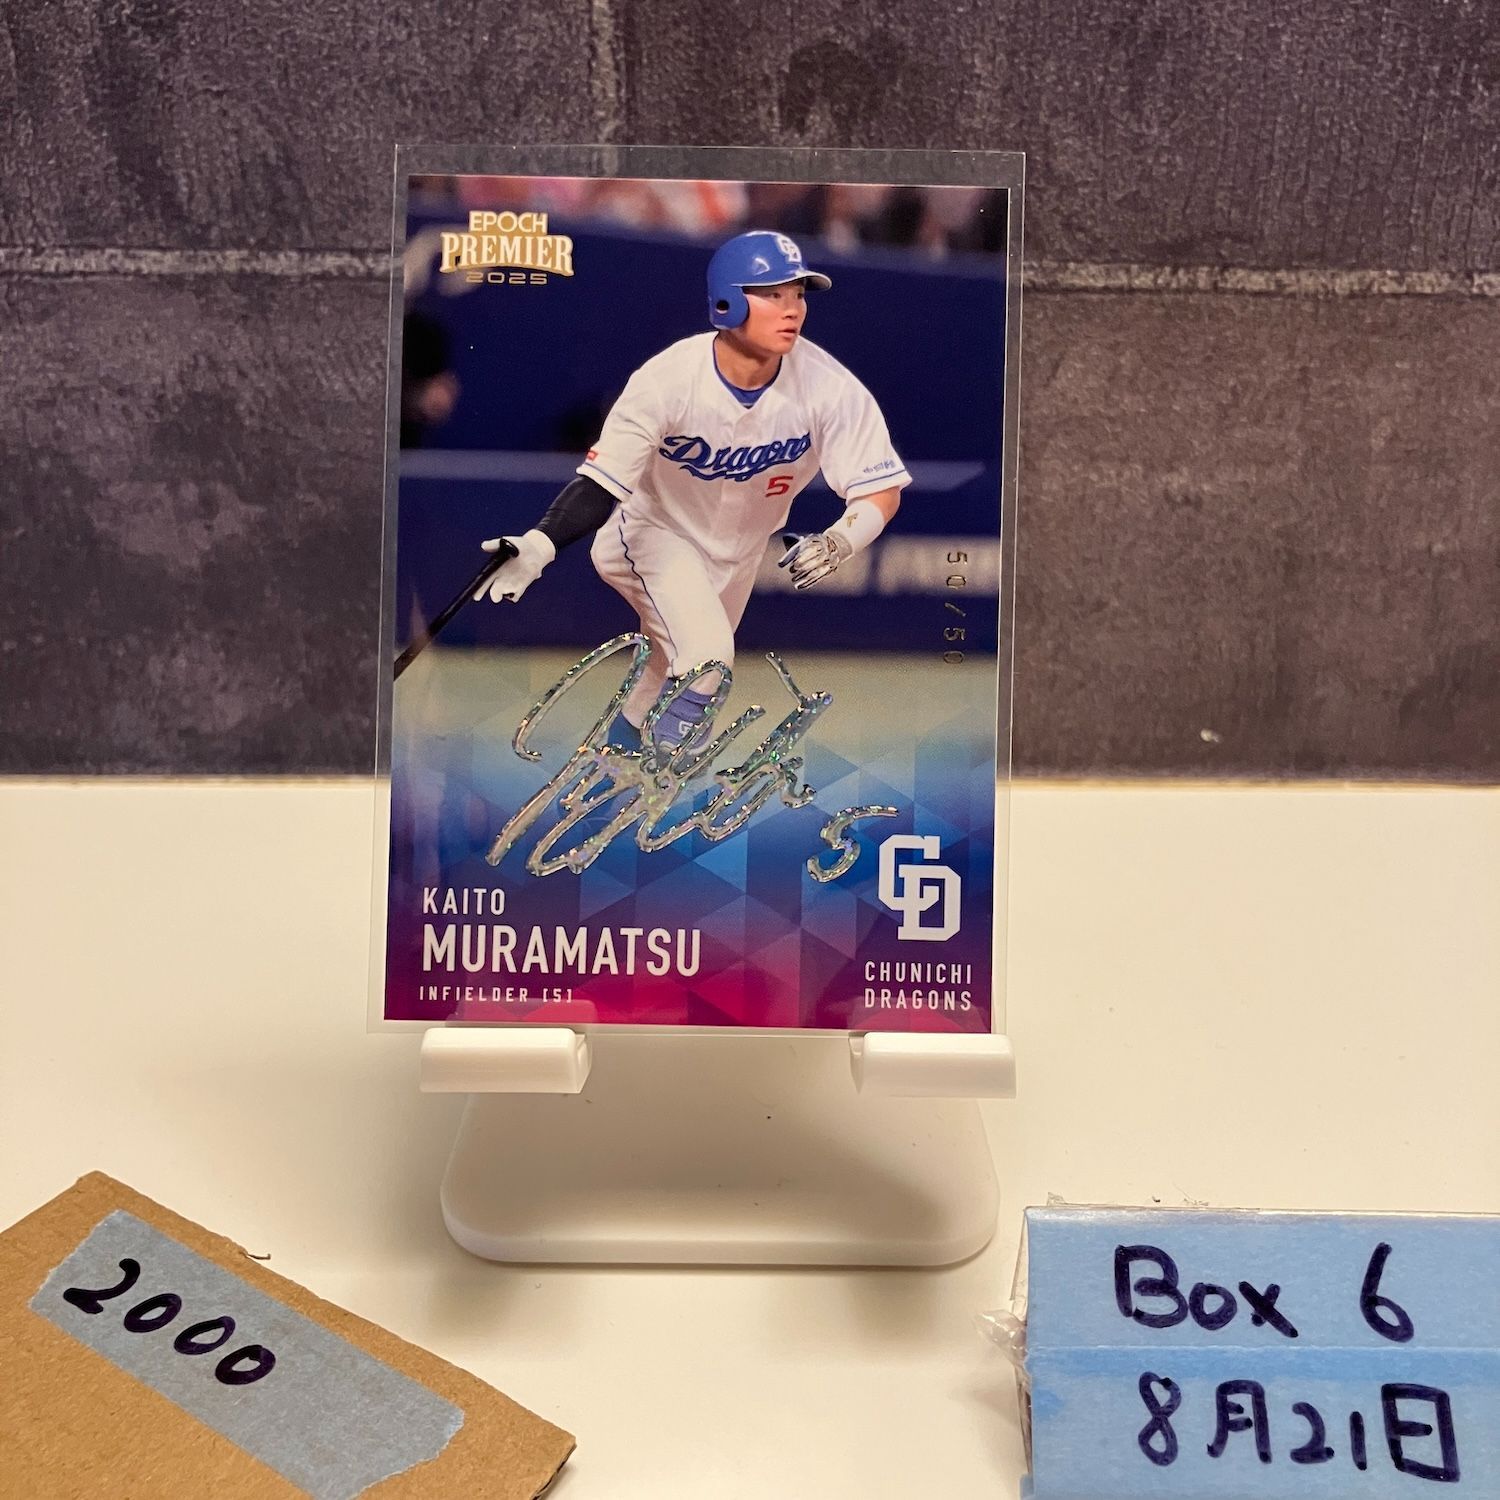 EPOCH
PREMIER
2025
CD
Dragons
5
50/50
5
KAITO
MURAMATSU
INFIELDER [5]
CD
CHUNICHI
DRAGONS
2000
Box 6
8月21日